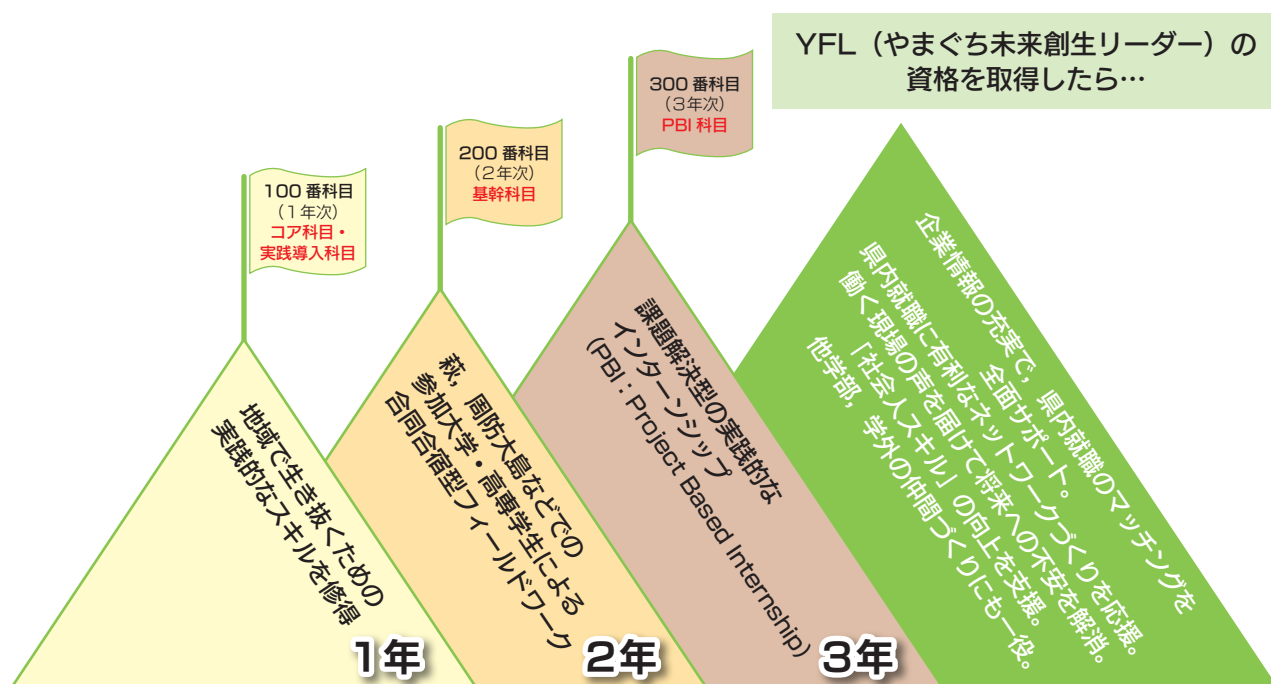 YFL（やまぐち未来創生リーダー）の
資格を取得したら…
300 番科目
（３年次）
PBI 科目
200 番科目
（２年次）
基幹科目
100 番科目
（１年次）
コア科目・
実践導入科目
地域で生き抜くための
実践的なスキルを修得
1年
萩，周防大島などでの
参加大学・高専学生による
合同合宿型フィールドワーク
2年
課題解決型の実践的な
インターンシップ
（PBI：Project Based Internship）
3年
企業情報の充実で，県内就職のマッチングを
全面サポート。
県内就職に有利なネットワークづくりを応援。
働く現場の声を届けて将来への不安を解消。
「社会人スキル」の向上を支援。
他学部，学外の仲間づくりにも一役。